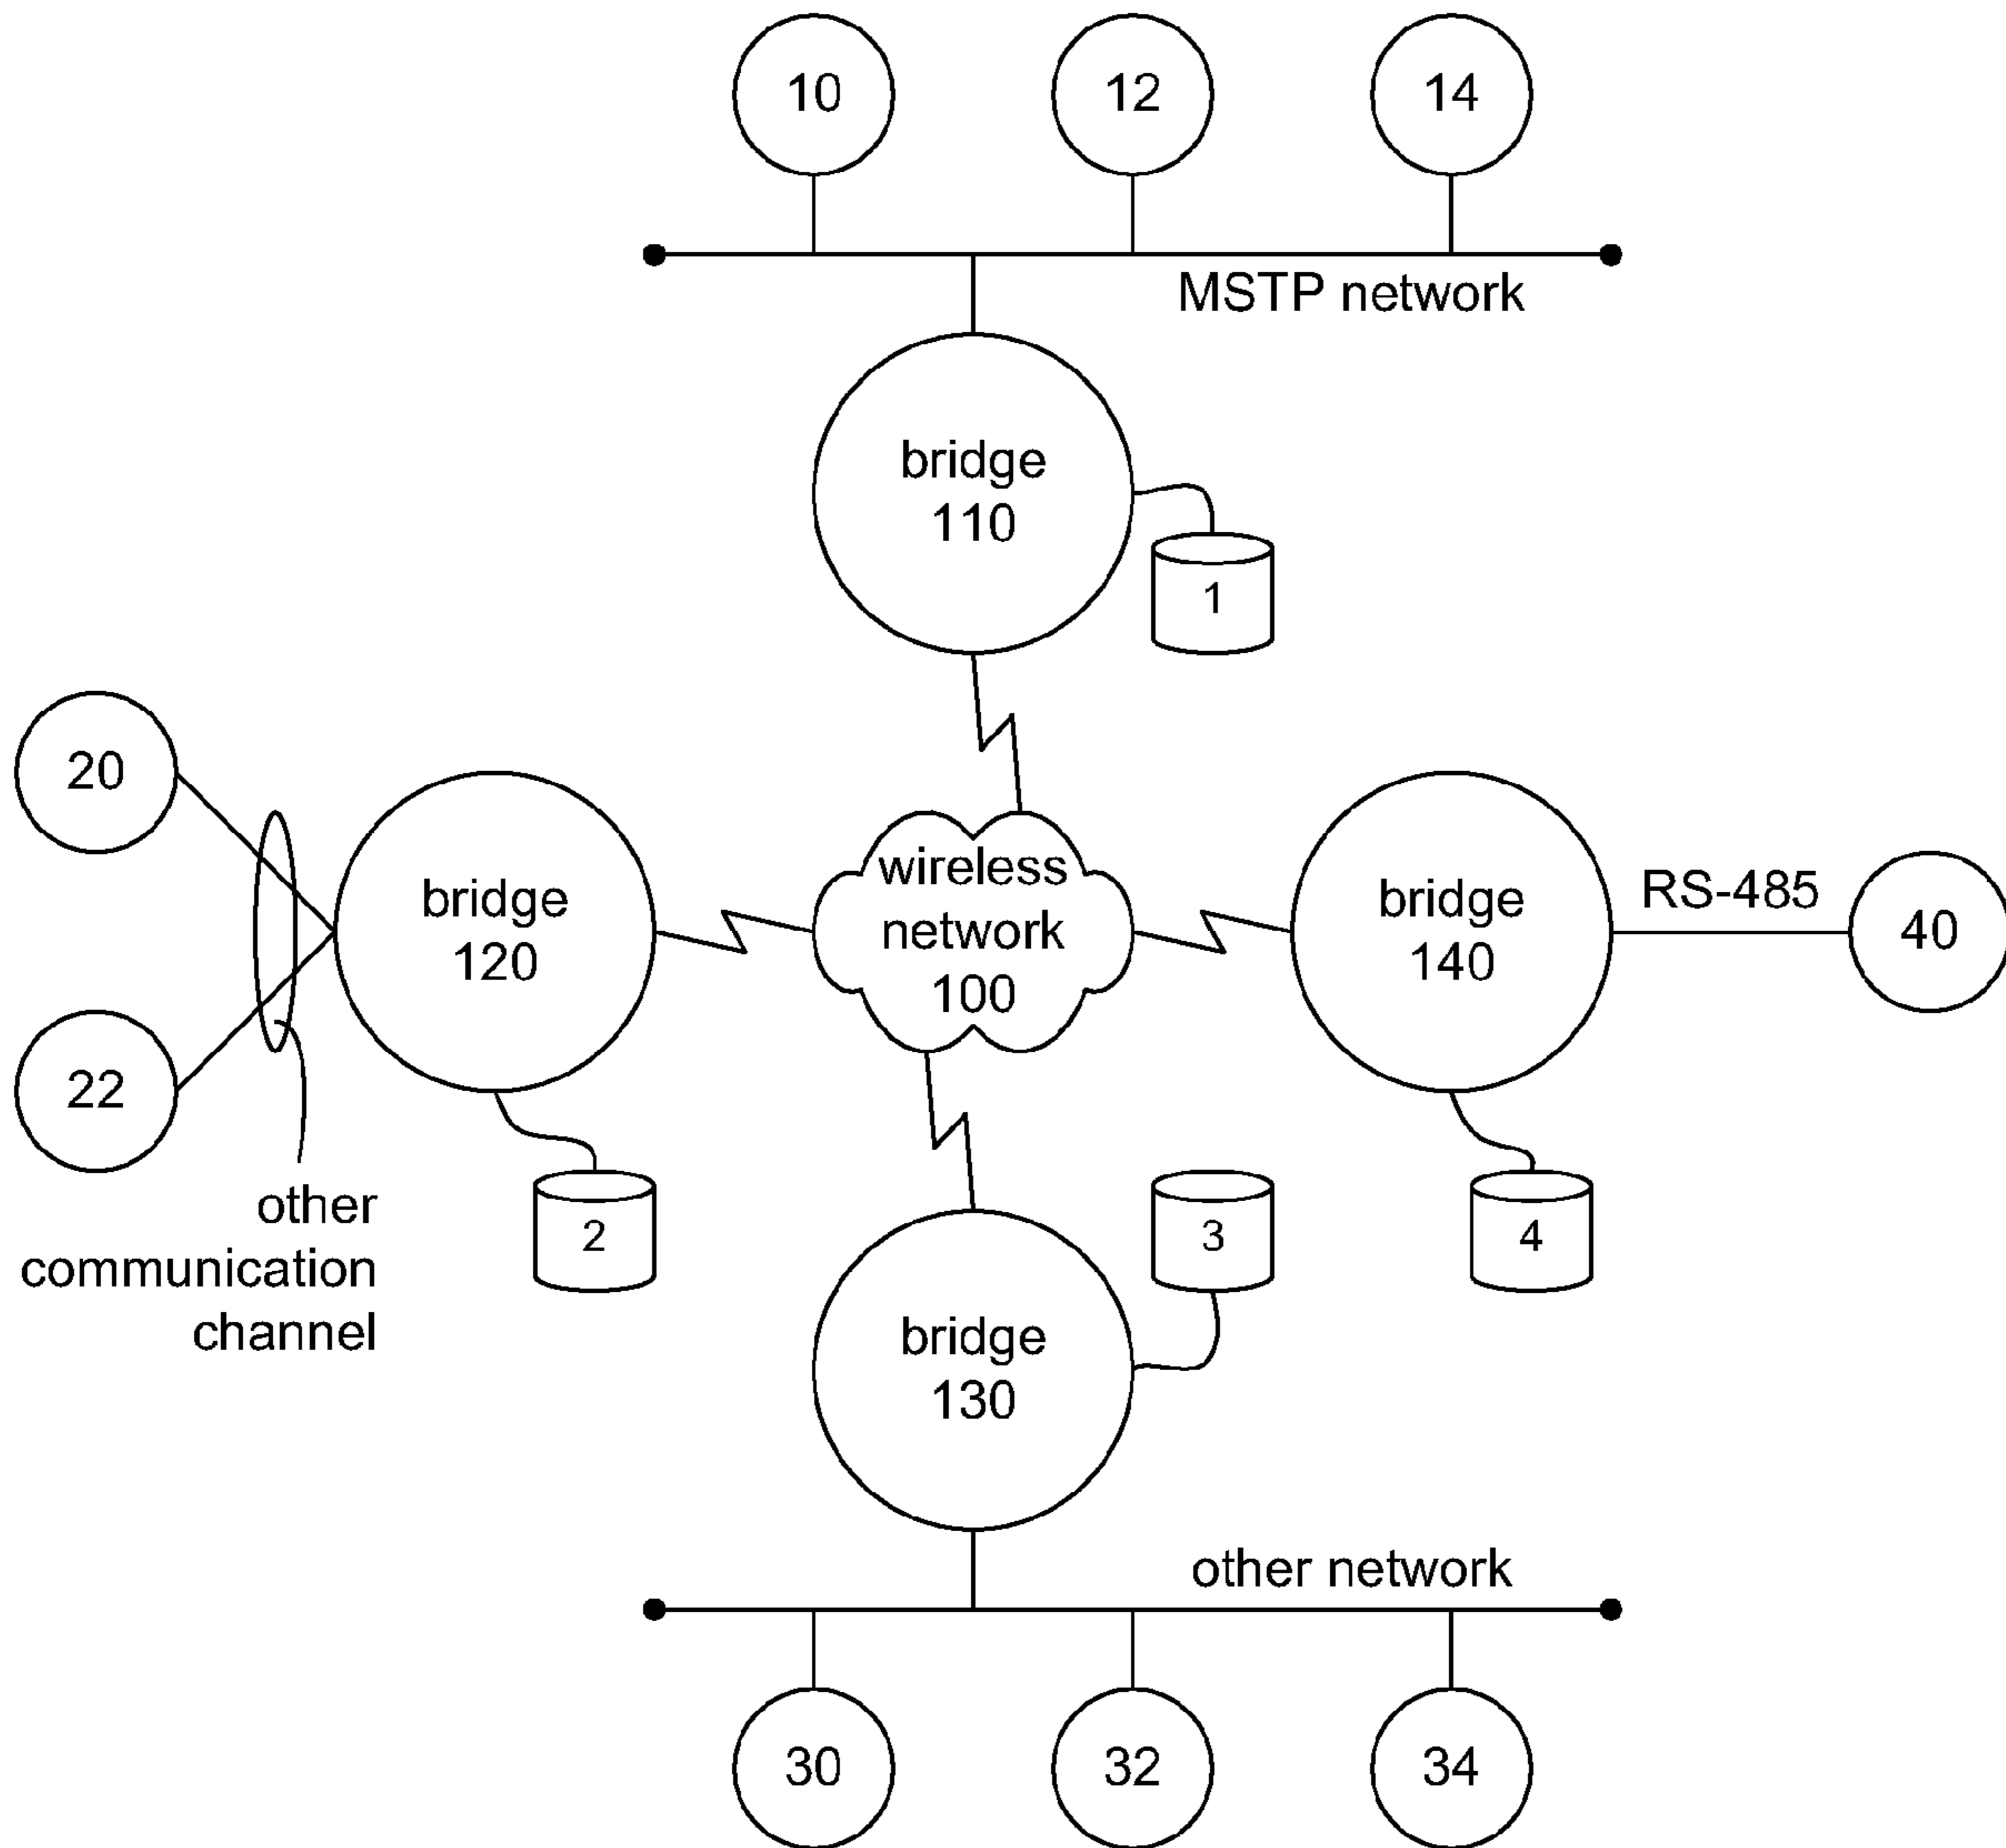 10
12
14
MSTP network
bridge
110
1
20
22
bridge
120
wireless
network
100
bridge
140
RS-485
40
other
communication
channel
2
3
4
bridge
130
other network
30
32
34